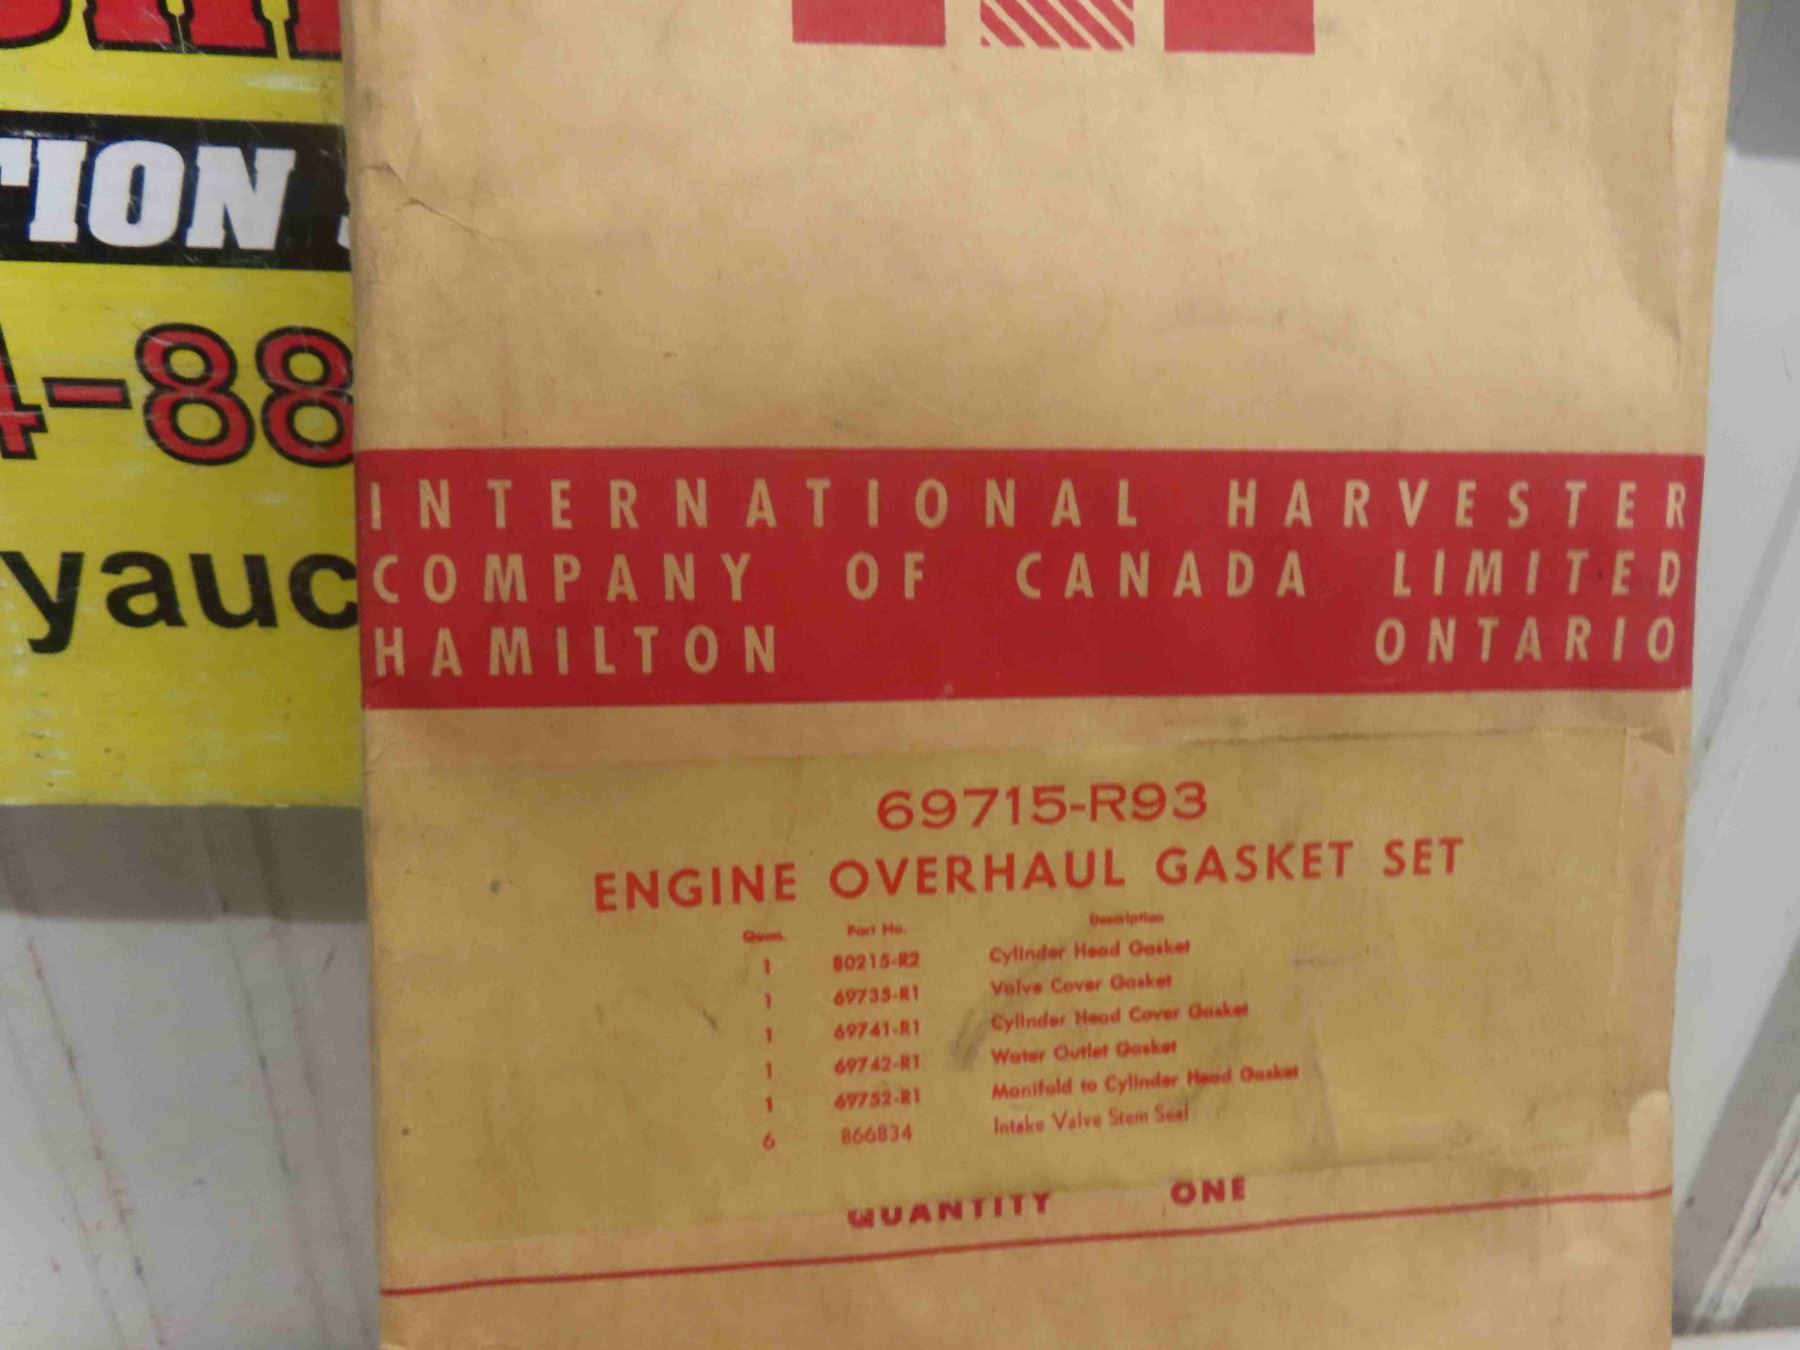 TION
4-88
yauc
INTERNATIONAL HARVESTER
COMPANY OF CANADA LIMITED
HAMILTON ONTARIO
69715-R93
ENGINE OVERHAUL GASKET SET
Quan. Part No. Description
1 80215-R2 Cylinder Head Gasket
1 69735-R1 Valve Cover Gasket
1 69741-R1 Cylinder Head Cover Gasket
1 69742-R1 Water Outlet Gasket
1 69752-R1 Manifold to Cylinder Head Gasket
6 866834 Intake Valve Stem Seal
QUANTITY ONE